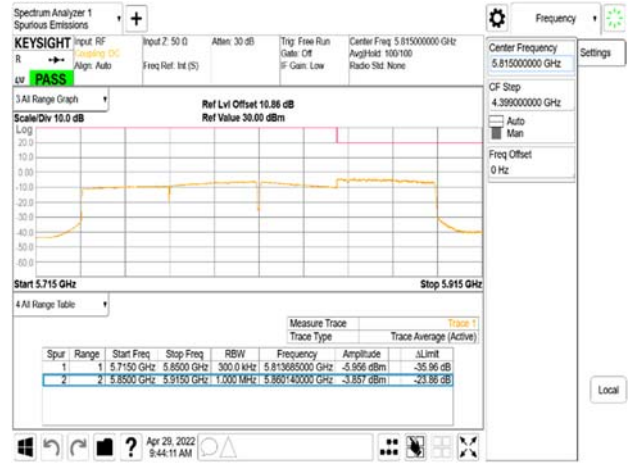 Spectrum Analyzer 1
Spurious Emissions
Frequency
KEYSIGHT Input: RF Input Z: 50 Ω Atten: 30 dB Trig: Free Run Center Freq: 5.815000000 GHz
R Coupling: DC Gate: Off Avg|Hold: 100/100
Align: Auto Freq Ref: Int (S) IF Gain: Low Radio Std: None
PASS
Center Frequency
5.815000000 GHz
Settings
CF Step
4.399000000 GHz
Auto
Man
Freq Offset
0 Hz
3 All Range Graph
Ref Lvl Offset 10.86 dB
Scale/Div 10.0 dB Ref Value 30.00 dBm
Log
20.0
10.0
0.00
-10.0
-20.0
-30.0
-40.0
-50.0
-60.0
Start 5.715 GHz Stop 5.915 GHz
4 All Range Table
Measure Trace Trace 1
Trace Type Trace Average (Active)
Spur Range Start Freq Stop Freq RBW Frequency Amplitude ΔLimit
1 1 5.7150 GHz 5.8500 GHz 300.0 kHz 5.813685000 GHz -5.956 dBm -35.96 dB
2 2 5.8500 GHz 5.9150 GHz 1.000 MHz 5.860140000 GHz -3.857 dBm -23.86 dB
Local
? Apr 29, 2022
9:44:11 AM